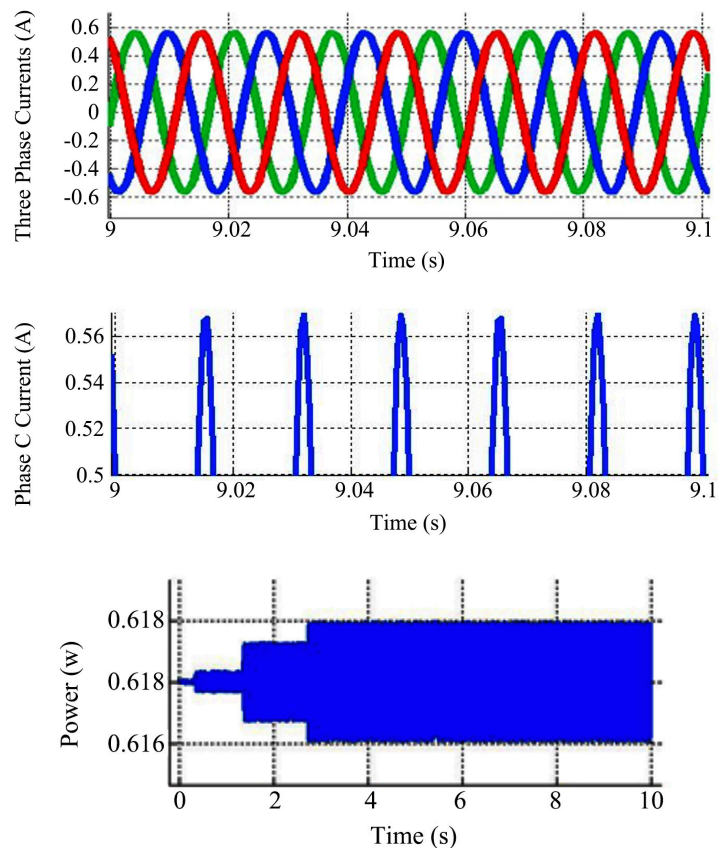 Three Phase Currents (A)
0.6
0.4
0.2
0
-0.2
-0.4
-0.6
9 9.02 9.04 9.06 9.08 9.1
Time (s)
Phase C Current (A)
0.56
0.54
0.52
0.5
9 9.02 9.04 9.06 9.08 9.1
Time (s)
Power (w)
0.618
0.618
0.616
0 2 4 6 8 10
Time (s)